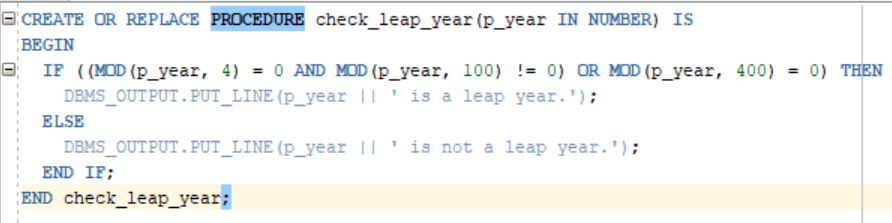 CREATE OR REPLACE PROCEDURE check_leap_year(p_year IN NUMBER) IS
BEGIN
  IF ((MOD(p_year, 4) = 0 AND MOD(p_year, 100) != 0) OR MOD(p_year, 400) = 0) THEN
    DBMS_OUTPUT.PUT_LINE(p_year || ' is a leap year.');
  ELSE
    DBMS_OUTPUT.PUT_LINE(p_year || ' is not a leap year.');
  END IF;
END check_leap_year;